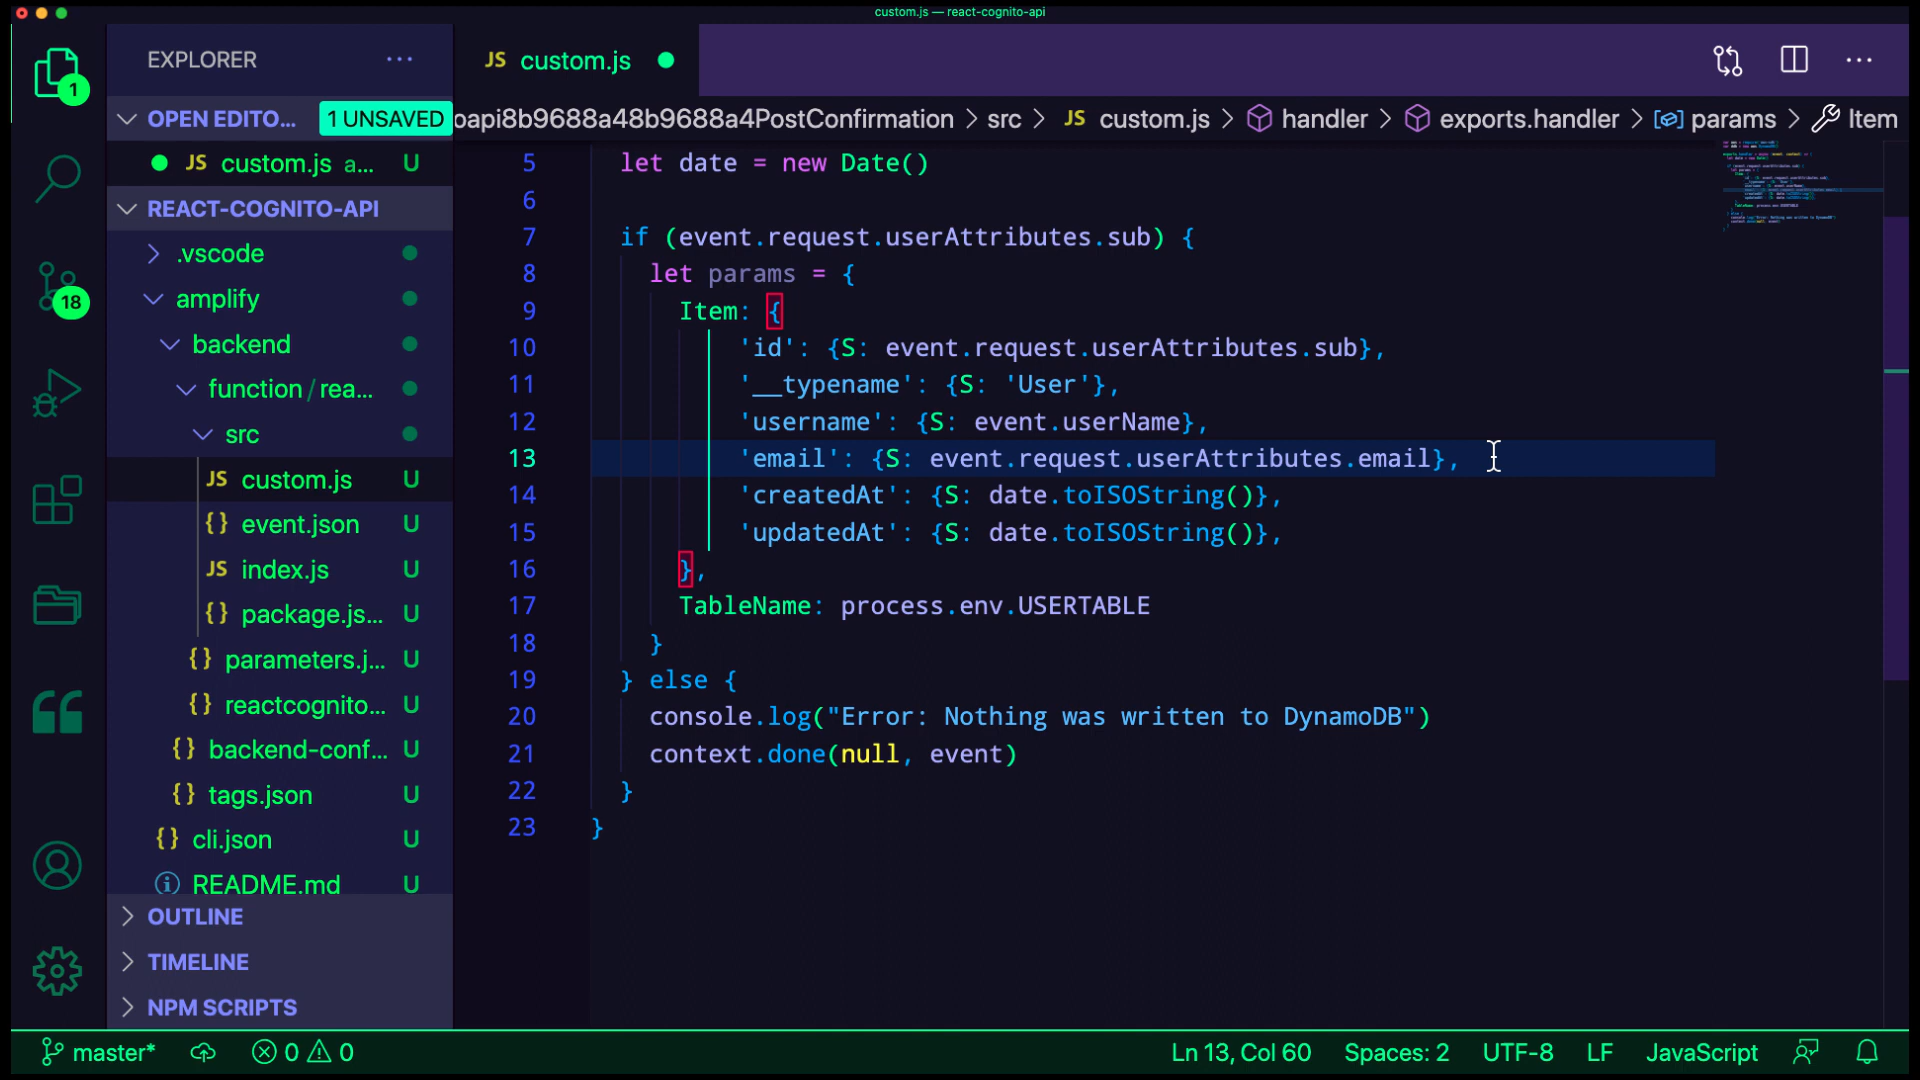 custom.js — react-cognito-api
EXPLORER
JS custom.js
1
OPEN EDITO... 1 UNSAVED
oapi8b9688a48b9688a4PostConfirmation > src > JS custom.js > handler > exports.handler > params > Item
JS custom.js a... U
REACT-COGNITO-API
.vscode
amplify
18
backend
function/rea...
src
JS custom.js U
{} event.json U
JS index.js U
{} package.js... U
{} parameters.j... U
{} reactcognito... U
{} backend-conf... U
{} tags.json U
{} cli.json U
README.md U
OUTLINE
TIMELINE
NPM SCRIPTS
5 let date = new Date()
6
7 if (event.request.userAttributes.sub) {
8 let params = {
9 Item: {
10 'id': {S: event.request.userAttributes.sub},
11 '__typename': {S: 'User'},
12 'username': {S: event.userName},
13 'email': {S: event.request.userAttributes.email},
14 'createdAt': {S: date.toISOString()},
15 'updatedAt': {S: date.toISOString()},
16 },
17 TableName: process.env.USERTABLE
18 }
19 } else {
20 console.log("Error: Nothing was written to DynamoDB")
21 context.done(null, event)
22 }
23 }
master* 0 0 Ln 13, Col 60 Spaces: 2 UTF-8 LF JavaScript